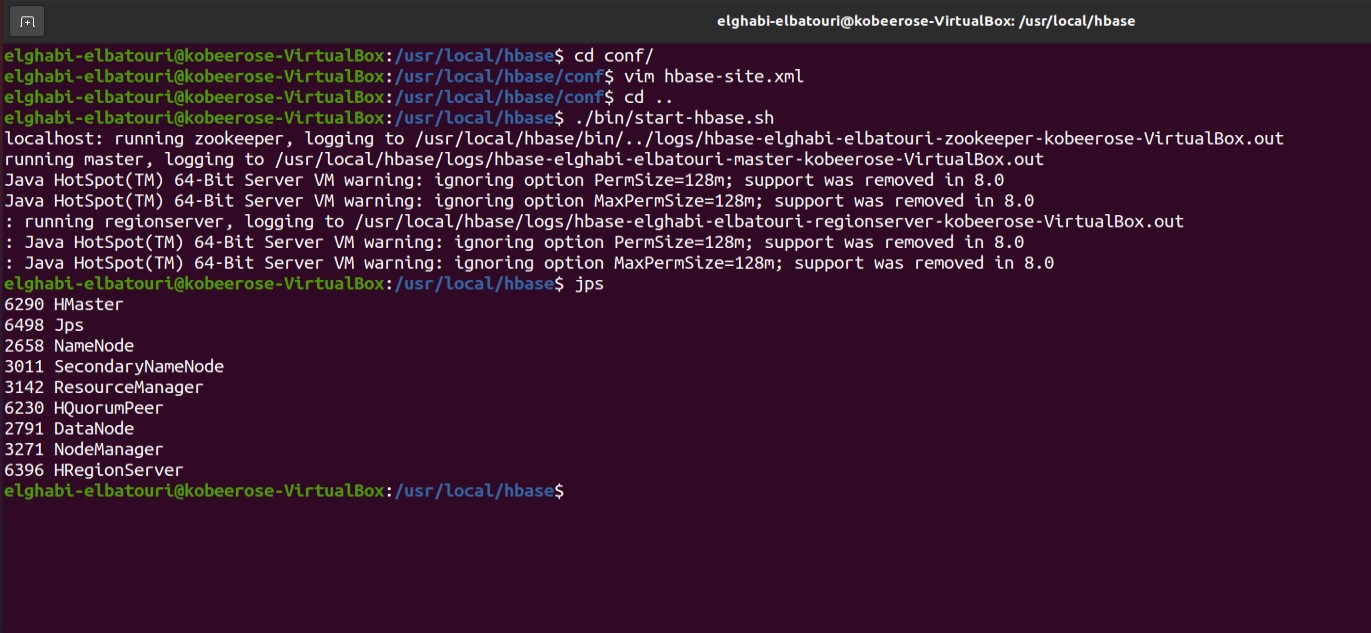 elghabi-elbatouri@kobeerose-VirtualBox: /usr/local/hbase
elghabi-elbatouri@kobeerose-VirtualBox:/usr/local/hbase$ cd conf/
elghabi-elbatouri@kobeerose-VirtualBox:/usr/local/hbase/conf$ vim hbase-site.xml
elghabi-elbatouri@kobeerose-VirtualBox:/usr/local/hbase/conf$ cd ..
elghabi-elbatouri@kobeerose-VirtualBox:/usr/local/hbase$ ./bin/start-hbase.sh
localhost: running zookeeper, logging to /usr/local/hbase/bin/../logs/hbase-elghabi-elbatouri-zookeeper-kobeerose-VirtualBox.out
running master, logging to /usr/local/hbase/logs/hbase-elghabi-elbatouri-master-kobeerose-VirtualBox.out
Java HotSpot(TM) 64-Bit Server VM warning: ignoring option PermSize=128m; support was removed in 8.0
Java HotSpot(TM) 64-Bit Server VM warning: ignoring option MaxPermSize=128m; support was removed in 8.0
: running regionserver, logging to /usr/local/hbase/logs/hbase-elghabi-elbatouri-regionserver-kobeerose-VirtualBox.out
: Java HotSpot(TM) 64-Bit Server VM warning: ignoring option PermSize=128m; support was removed in 8.0
: Java HotSpot(TM) 64-Bit Server VM warning: ignoring option MaxPermSize=128m; support was removed in 8.0
elghabi-elbatouri@kobeerose-VirtualBox:/usr/local/hbase$ jps
6290 HMaster
6498 Jps
2658 NameNode
3011 SecondaryNameNode
3142 ResourceManager
6230 HQuorumPeer
2791 DataNode
3271 NodeManager
6396 HRegionServer
elghabi-elbatouri@kobeerose-VirtualBox:/usr/local/hbase$